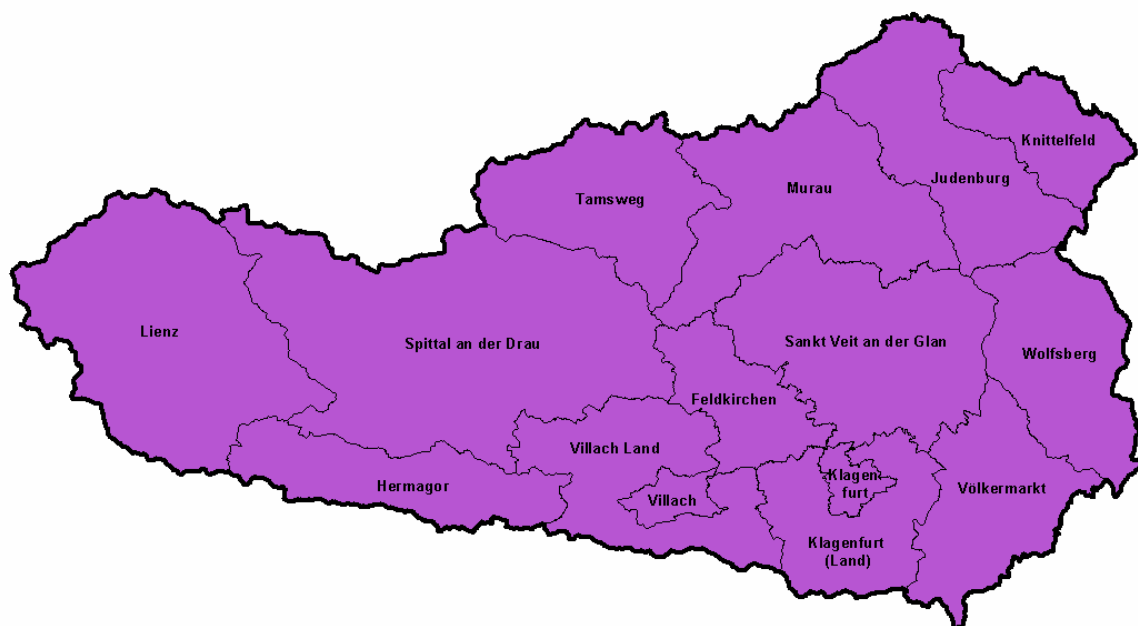 Knittelfeld
Judenburg
Murau
Tamsweg
Lienz
Spittal an der Drau
Sankt Veit an der Glan
Wolfsberg
Feldkirchen
Villach Land
Hermagor
Villach
Klagen-
furt
Völkermarkt
Klagenfurt
(Land)